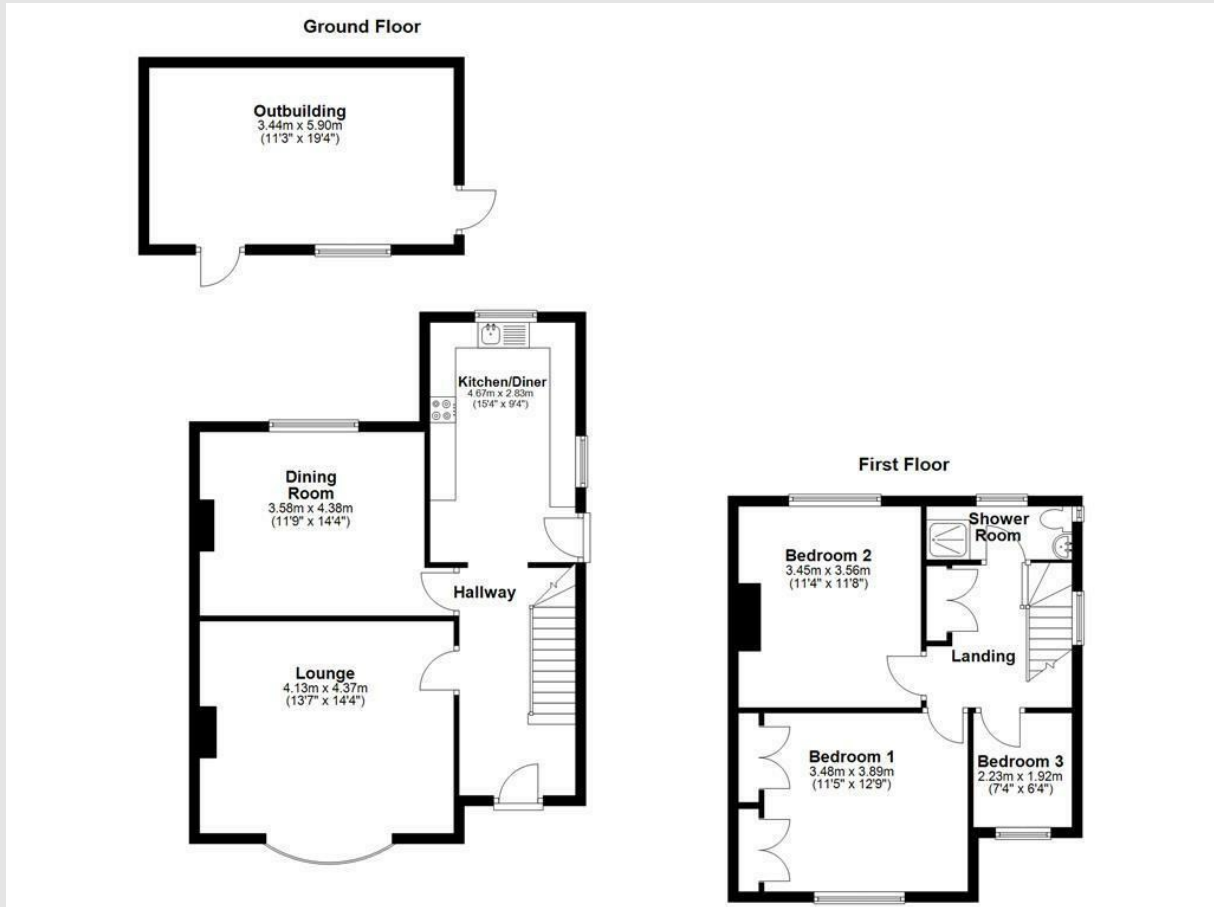 Ground Floor
Outbuilding
3.44m x 5.90m
(11'3" x 19'4")
Kitchen/Diner
4.67m x 2.83m
(15'4" x 9'4")
Dining
Room
3.58m x 4.38m
(11'9" x 14'4")
Hallway
Lounge
4.13m x 4.37m
(13'7" x 14'4")
First Floor
Shower
Room
Bedroom 2
3.45m x 3.56m
(11'4" x 11'8")
Landing
Bedroom 1
3.48m x 3.89m
(11'5" x 12'9")
Bedroom 3
2.23m x 1.92m
(7'4" x 6'4")